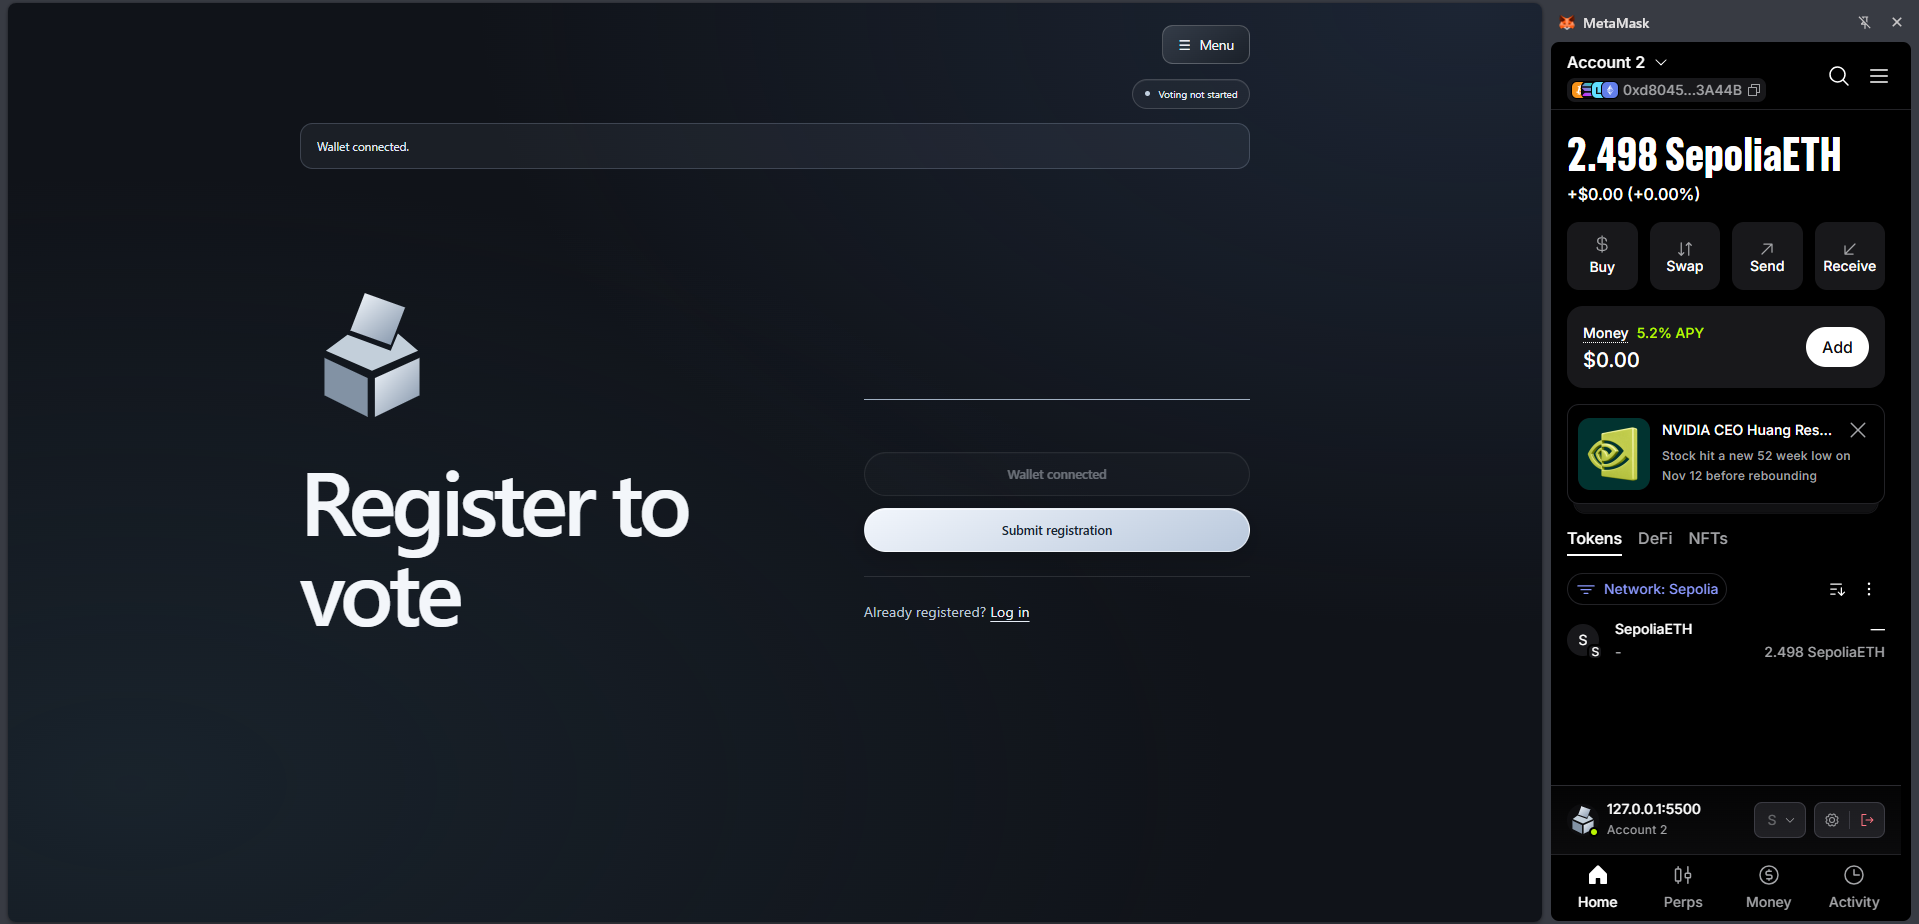 Menu
Voting not started
Wallet connected.
Register to
vote
Wallet connected
Submit registration
Already registered? Log in
MetaMask
Account 2
0xd8045...3A44B
2.498 SepoliaETH
+$0.00 (+0.00%)
Buy
Swap
Send
Receive
Money 5.2% APY
$0.00
Add
NVIDIA CEO Huang Res...
Stock hit a new 52 week low on
Nov 12 before rebounding
Tokens DeFi NFTs
Network: Sepolia
S
S
SepoliaETH —
- 2.498 SepoliaETH
127.0.0.1:5500
Account 2
S
Home Perps Money Activity